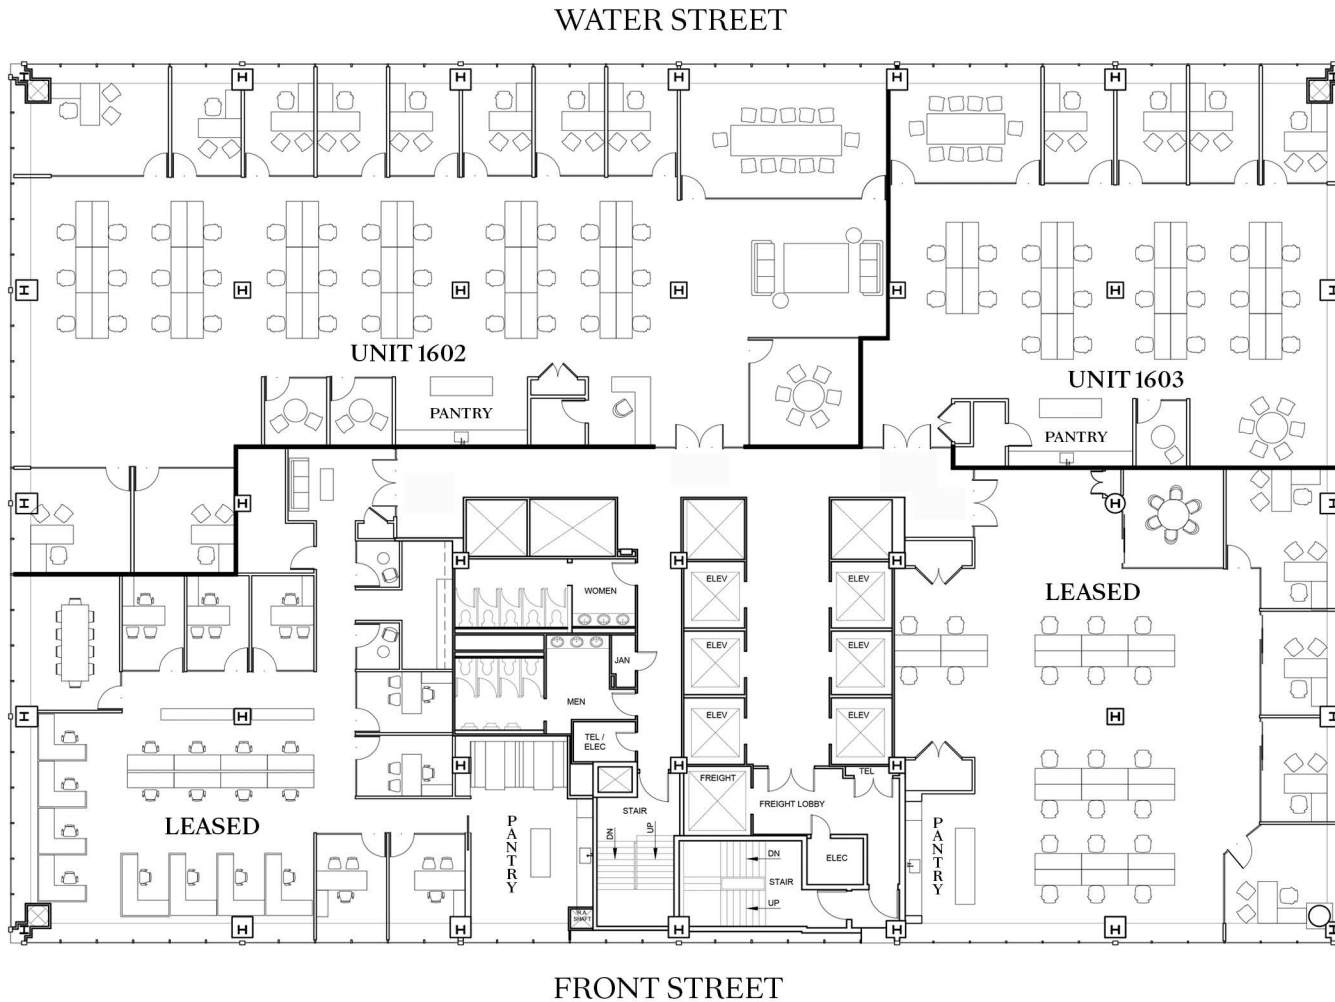 WATER STREET
UNIT 1602
UNIT 1603
PANTRY
PANTRY
ELEV
ELEV
WOMEN
LEASED
ELEV
ELEV
JAN
MEN
ELEV
ELEV
TEL /
ELEC
FREIGHT
TEL
FREIGHT LOBBY
STAIR
LEASED
PANTRY
DN
UP
PANTRY
DN
ELEC
STAIR
UP
R.A.
SHAFT
FRONT STREET